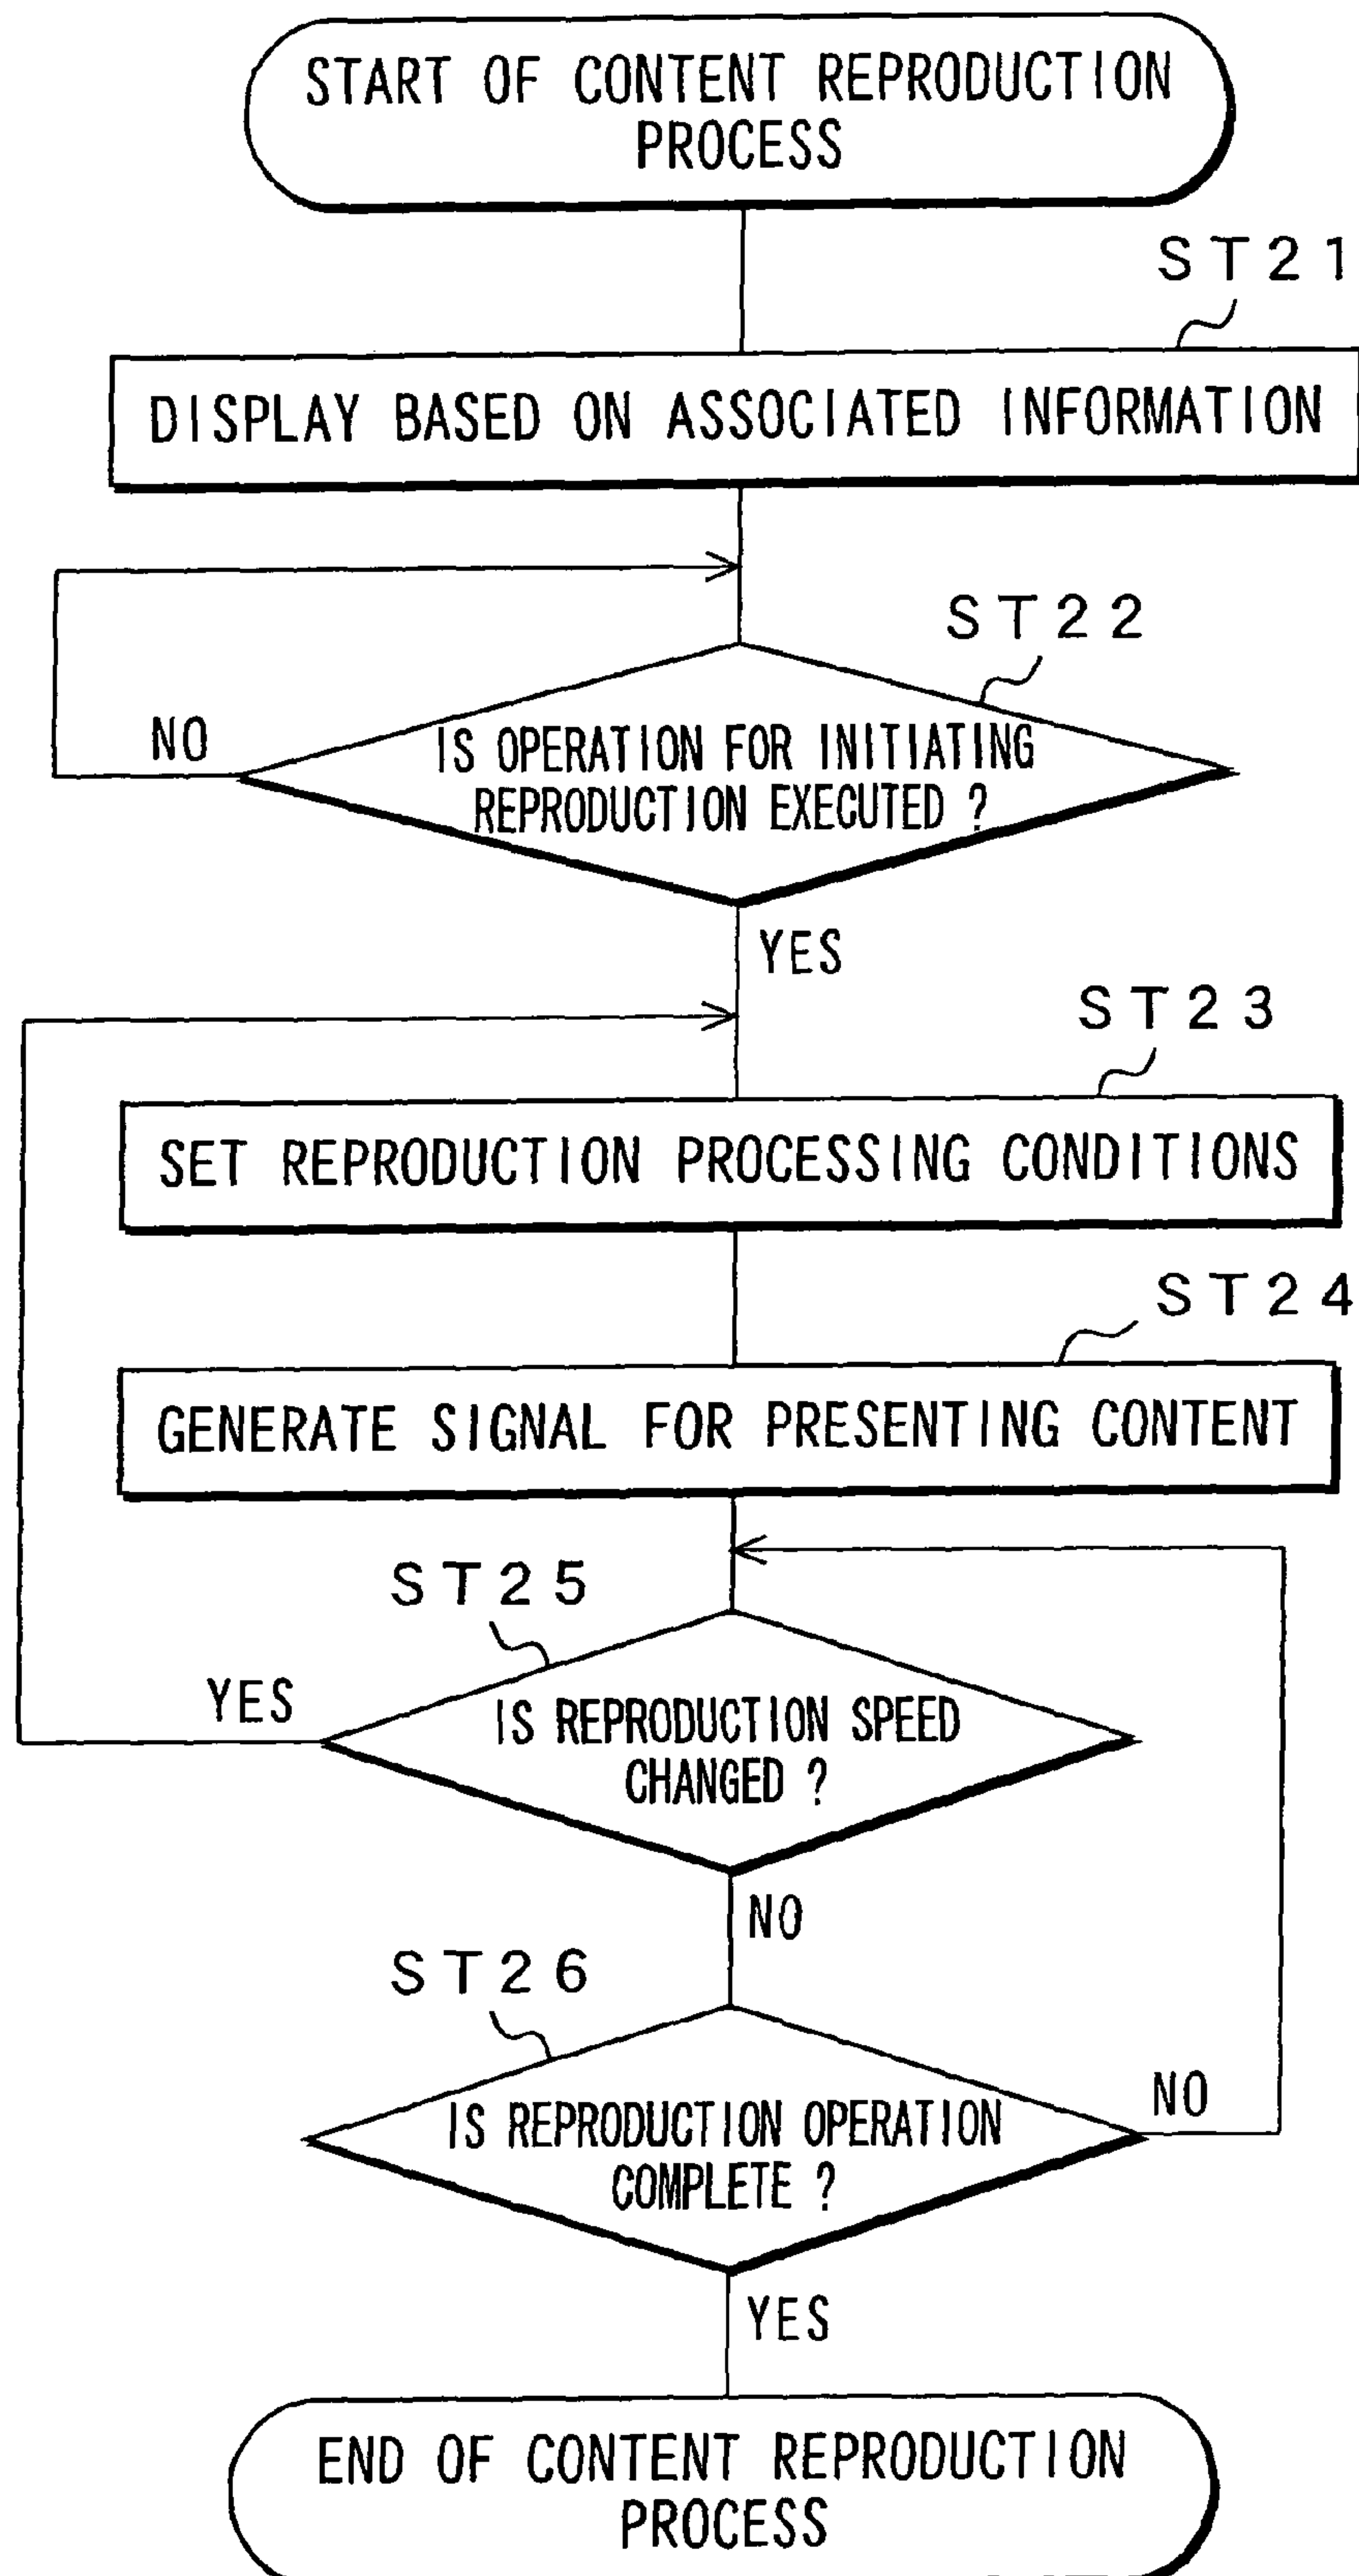 START OF CONTENT REPRODUCTION
PROCESS
ST21
DISPLAY BASED ON ASSOCIATED INFORMATION
ST22
NO
IS OPERATION FOR INITIATING
REPRODUCTION EXECUTED ?
YES
ST23
SET REPRODUCTION PROCESSING CONDITIONS
ST24
GENERATE SIGNAL FOR PRESENTING CONTENT
ST25
YES
IS REPRODUCTION SPEED
CHANGED ?
NO
ST26
NO
IS REPRODUCTION OPERATION
COMPLETE ?
YES
END OF CONTENT REPRODUCTION
PROCESS